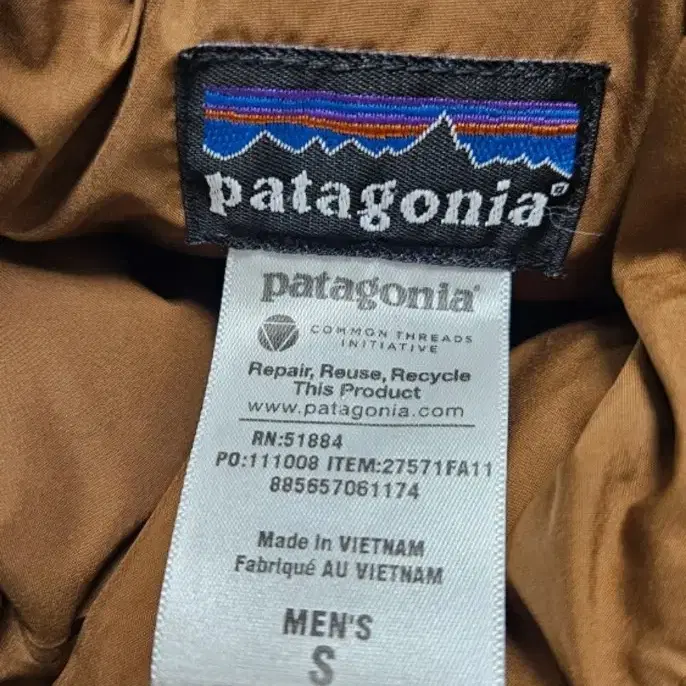 patagonia®
patagonia®
COMMON THREADS
INITIATIVE
Repair, Reuse, Recycle
This Product
www.patagonia.com
RN:51884
PO:111008 ITEM:27571FA11
885657061174
Made in VIETNAM
Fabriqué AU VIETNAM
MEN'S
S